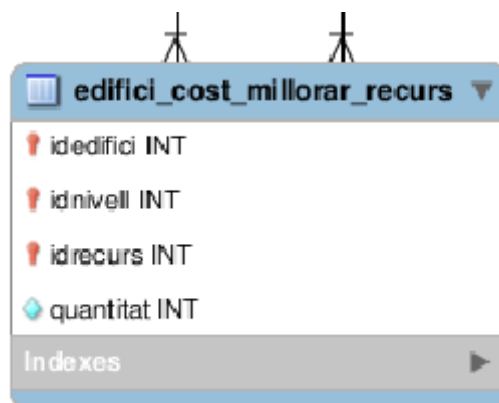 edifici_cost_millorar_recurs
idedifici INT
idnivell INT
idrecurs INT
quantitat INT
Indexes